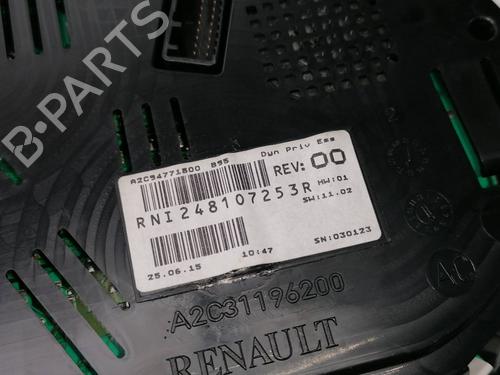 B-PARTS
A2C94771500 B95
Dyn Priv Ess
REV: 00
RNI248107253R
HW:01
SW:11.02
25.06.15
10:47
SN:030123
A2C31196200
RENAULT